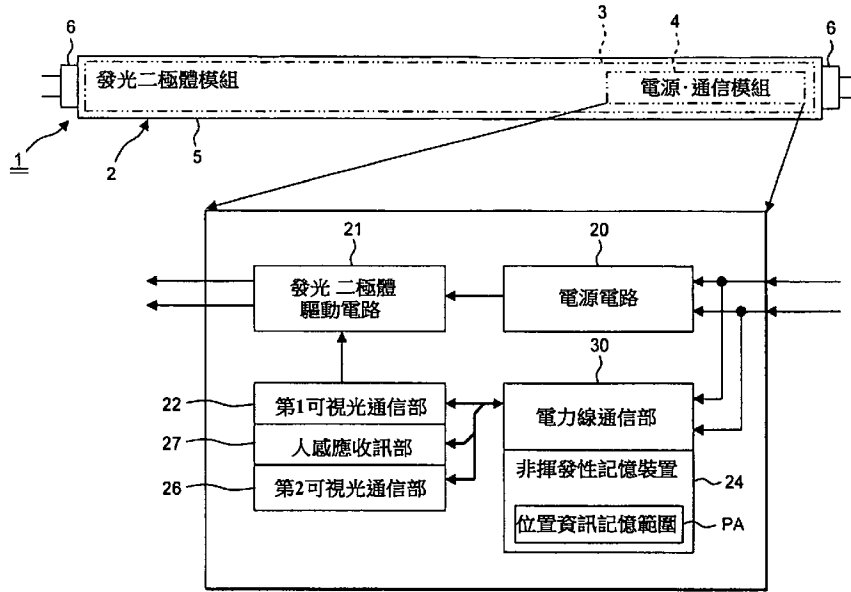 3
4
6
6
發光二極體模組
電源·通信模組
1
2
5
21
20
發光 二極體
驅動電路
電源電路
30
22
第1可視光通信部
電力線通信部
27
人感應收訊部
26
第2可視光通信部
非揮發性記憶裝置
24
位置資訊記憶範圍
PA